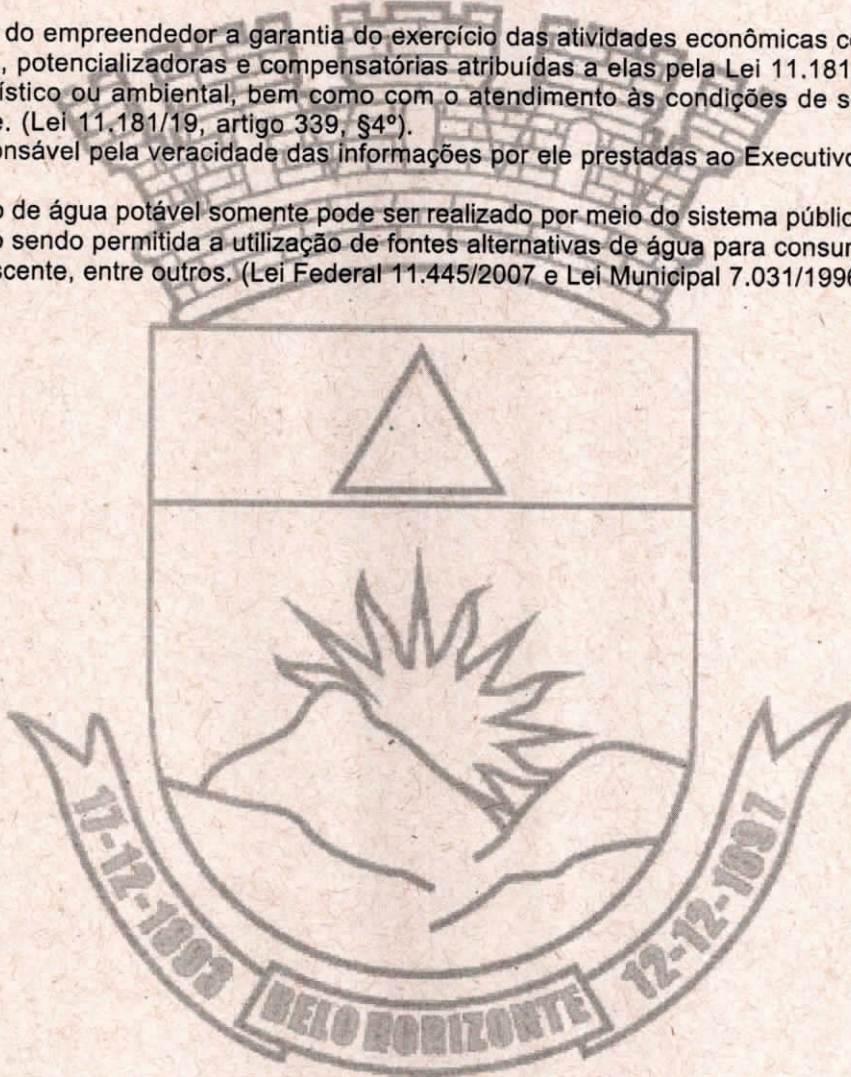 do empreendedor a garantia do exercício das atividades econômicas
, potencializadoras e compensatórias atribuídas a elas pela Lei 11.181
ístico ou ambiental, bem como com o atendimento às condições de
e. (Lei 11.181/19, artigo 339, §4º).
onsável pela veracidade das informações por ele prestadas ao Executivo
o de água potável somente pode ser realizado por meio do sistema públic
o sendo permitida a utilização de fontes alternativas de água para consu
scente, entre outros. (Lei Federal 11.445/2007 e Lei Municipal 7.031/1996
17-12-1893
BELO HORIZONTE
12-12-1897